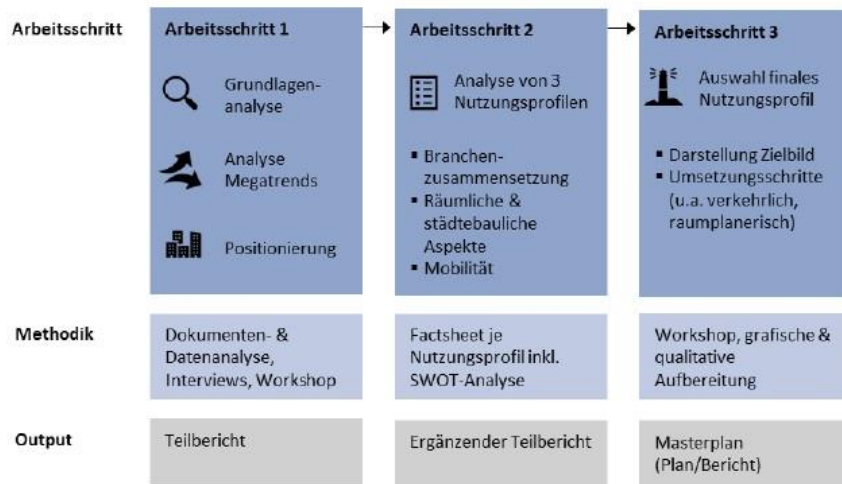 Arbeitsschritt
Arbeitsschritt 1
Grundlagen-
analyse
Analyse
Megatrends
Positionierung
Arbeitsschritt 2
Analyse von 3
Nutzungsprofilen
▪ Branchen-
zusammensetzung
▪ Räumliche &
städtebauliche
Aspekte
▪ Mobilität
Arbeitsschritt 3
Auswahl finales
Nutzungsprofil
▪ Darstellung Zielbild
▪ Umsetzungsschritte
(u.a. verkehrlich,
raumplanerisch)
Methodik
Dokumenten- &
Datenanalyse,
Interviews, Workshop
Factsheet je
Nutzungsprofil inkl.
SWOT-Analyse
Workshop, grafische &
qualitative
Aufbereitung
Output
Teilbericht
Ergänzender Teilbericht
Masterplan
(Plan/Bericht)